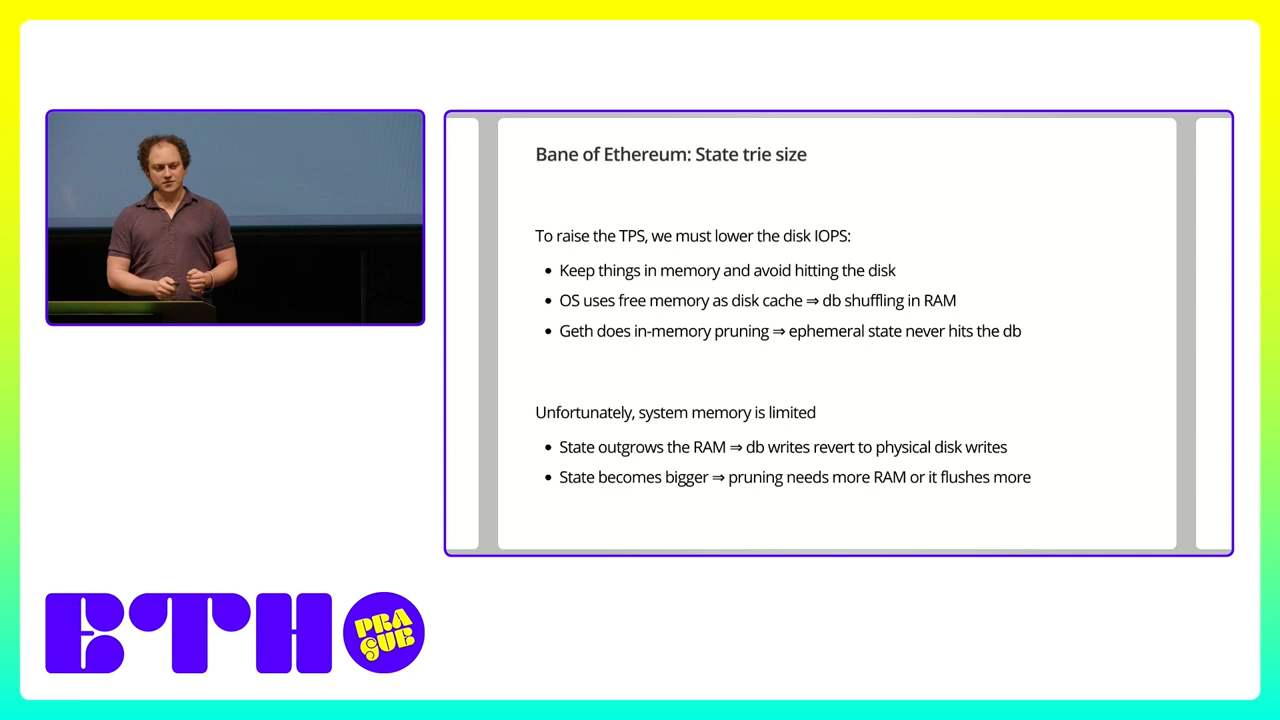 Bane of Ethereum: State trie size
To raise the TPS, we must lower the disk IOPS:
• Keep things in memory and avoid hitting the disk
• OS uses free memory as disk cache ⇒ db shuffling in RAM
• Geth does in-memory pruning ⇒ ephemeral state never hits the db
Unfortunately, system memory is limited
• State outgrows the RAM ⇒ db writes revert to physical disk writes
• State becomes bigger ⇒ pruning needs more RAM or it flushes more
ETH
PRA
GUE